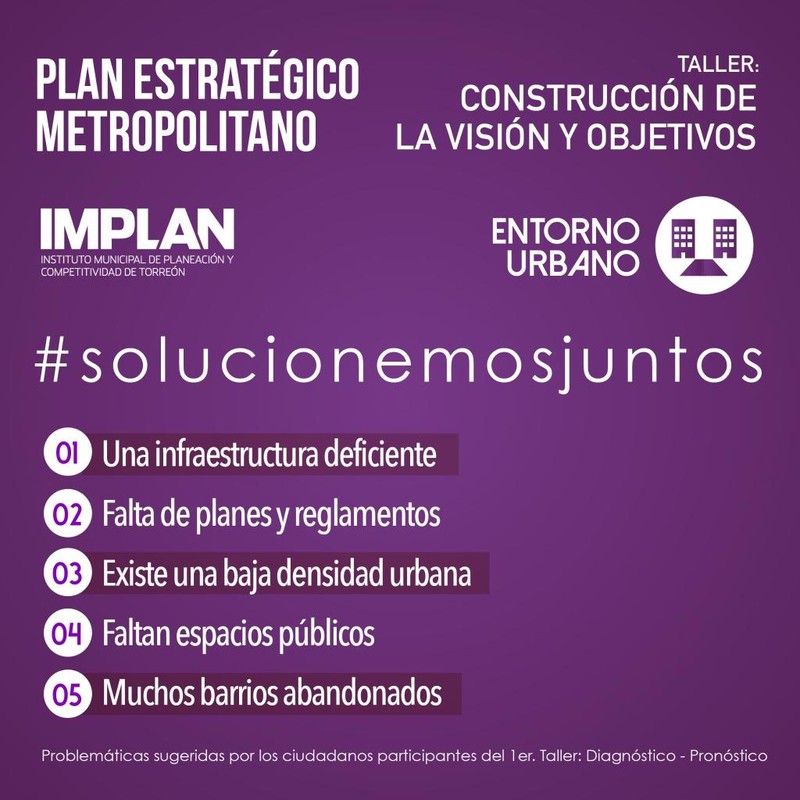 PLAN ESTRATÉGICO
METROPOLITANO
TALLER:
CONSTRUCCIÓN DE
LA VISIÓN Y OBJETIVOS
IMPLAN
INSTITUTO MUNICIPAL DE PLANEACIÓN Y
COMPETITIVIDAD DE TORREÓN
ENTORNO
URBANO
#solucionemosjuntos
01 Una infraestructura deficiente
02 Falta de planes y reglamentos
03 Existe una baja densidad urbana
04 Faltan espacios públicos
05 Muchos barrios abandonados
Problemáticas sugeridas por los ciudadanos participantes del 1er. Taller: Diagnóstico - Pronóstico